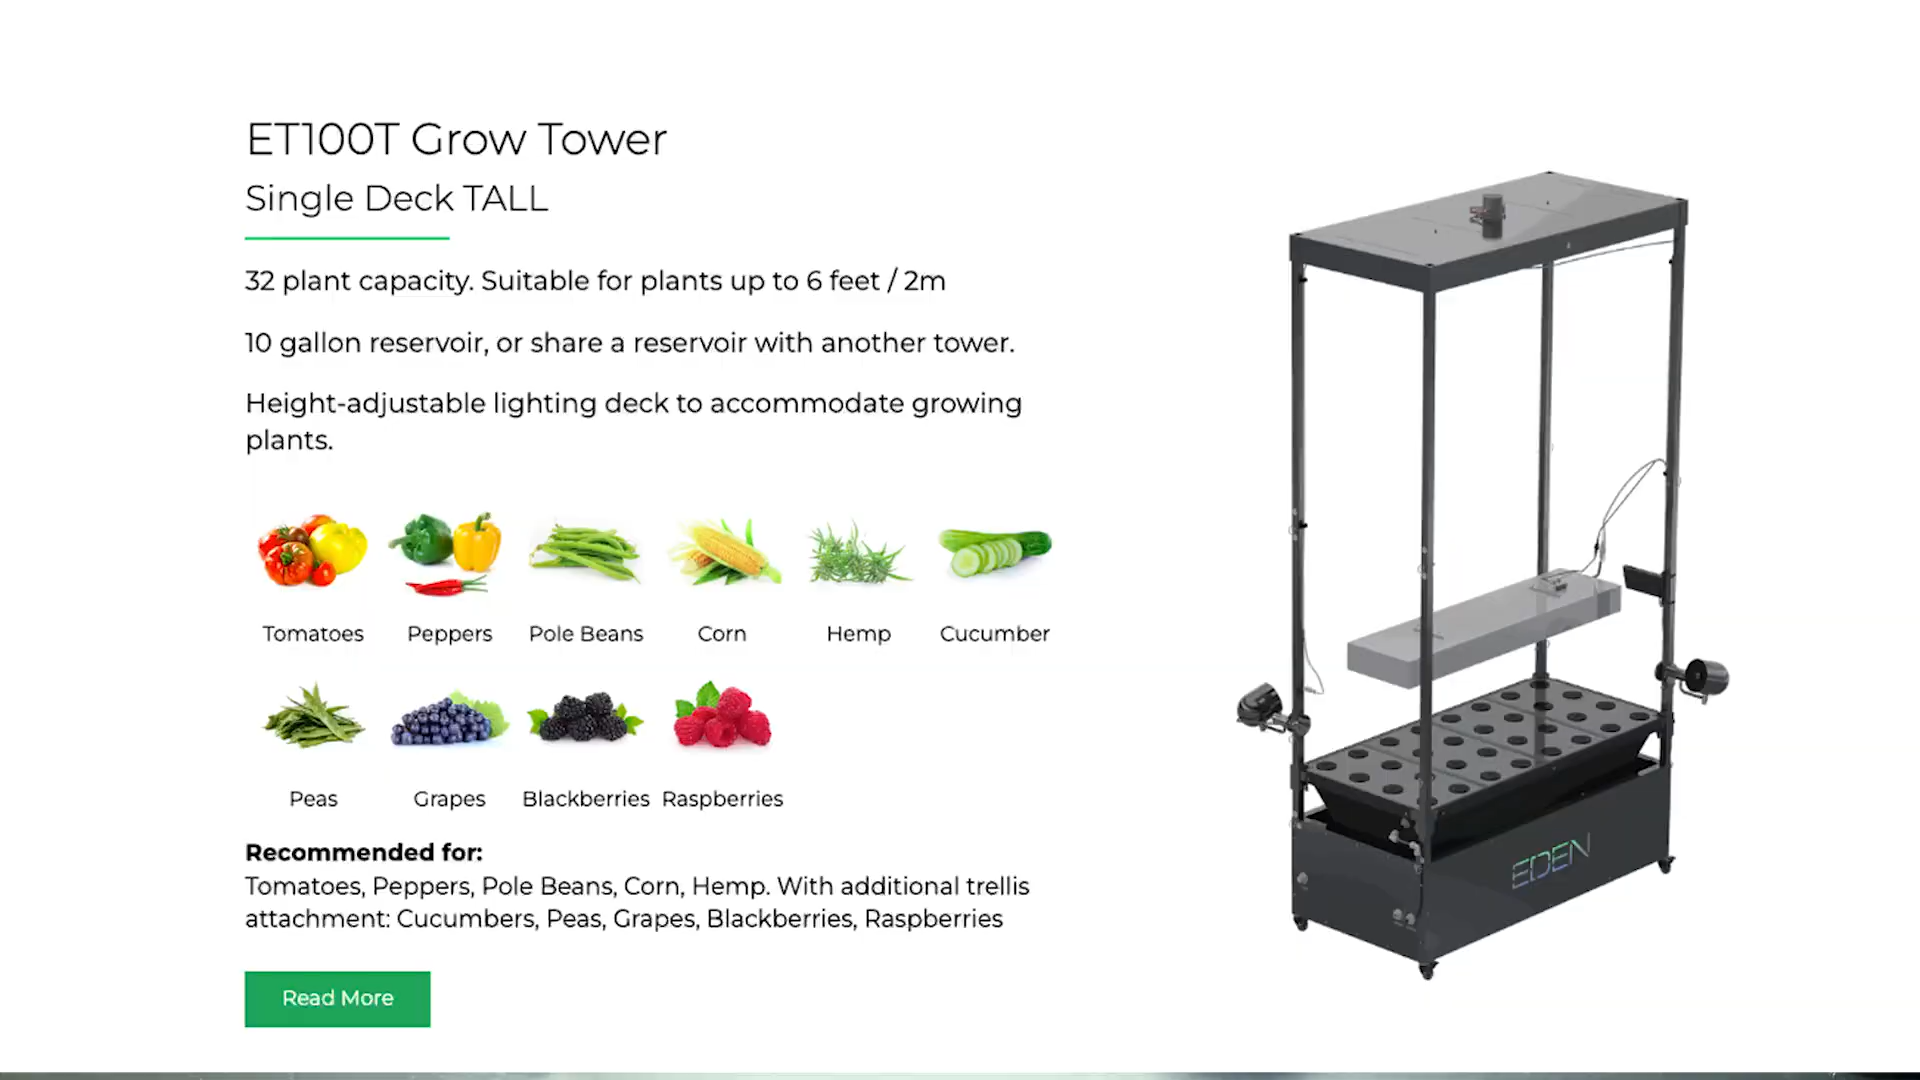 ET100T Grow Tower
Single Deck TALL
32 plant capacity. Suitable for plants up to 6 feet / 2m
10 gallon reservoir, or share a reservoir with another tower.
Height-adjustable lighting deck to accommodate growing
plants.
Tomatoes Peppers Pole Beans Corn Hemp Cucumber
Peas Grapes Blackberries Raspberries
Recommended for:
Tomatoes, Peppers, Pole Beans, Corn, Hemp. With additional trellis
attachment: Cucumbers, Peas, Grapes, Blackberries, Raspberries
Read More
EDEN